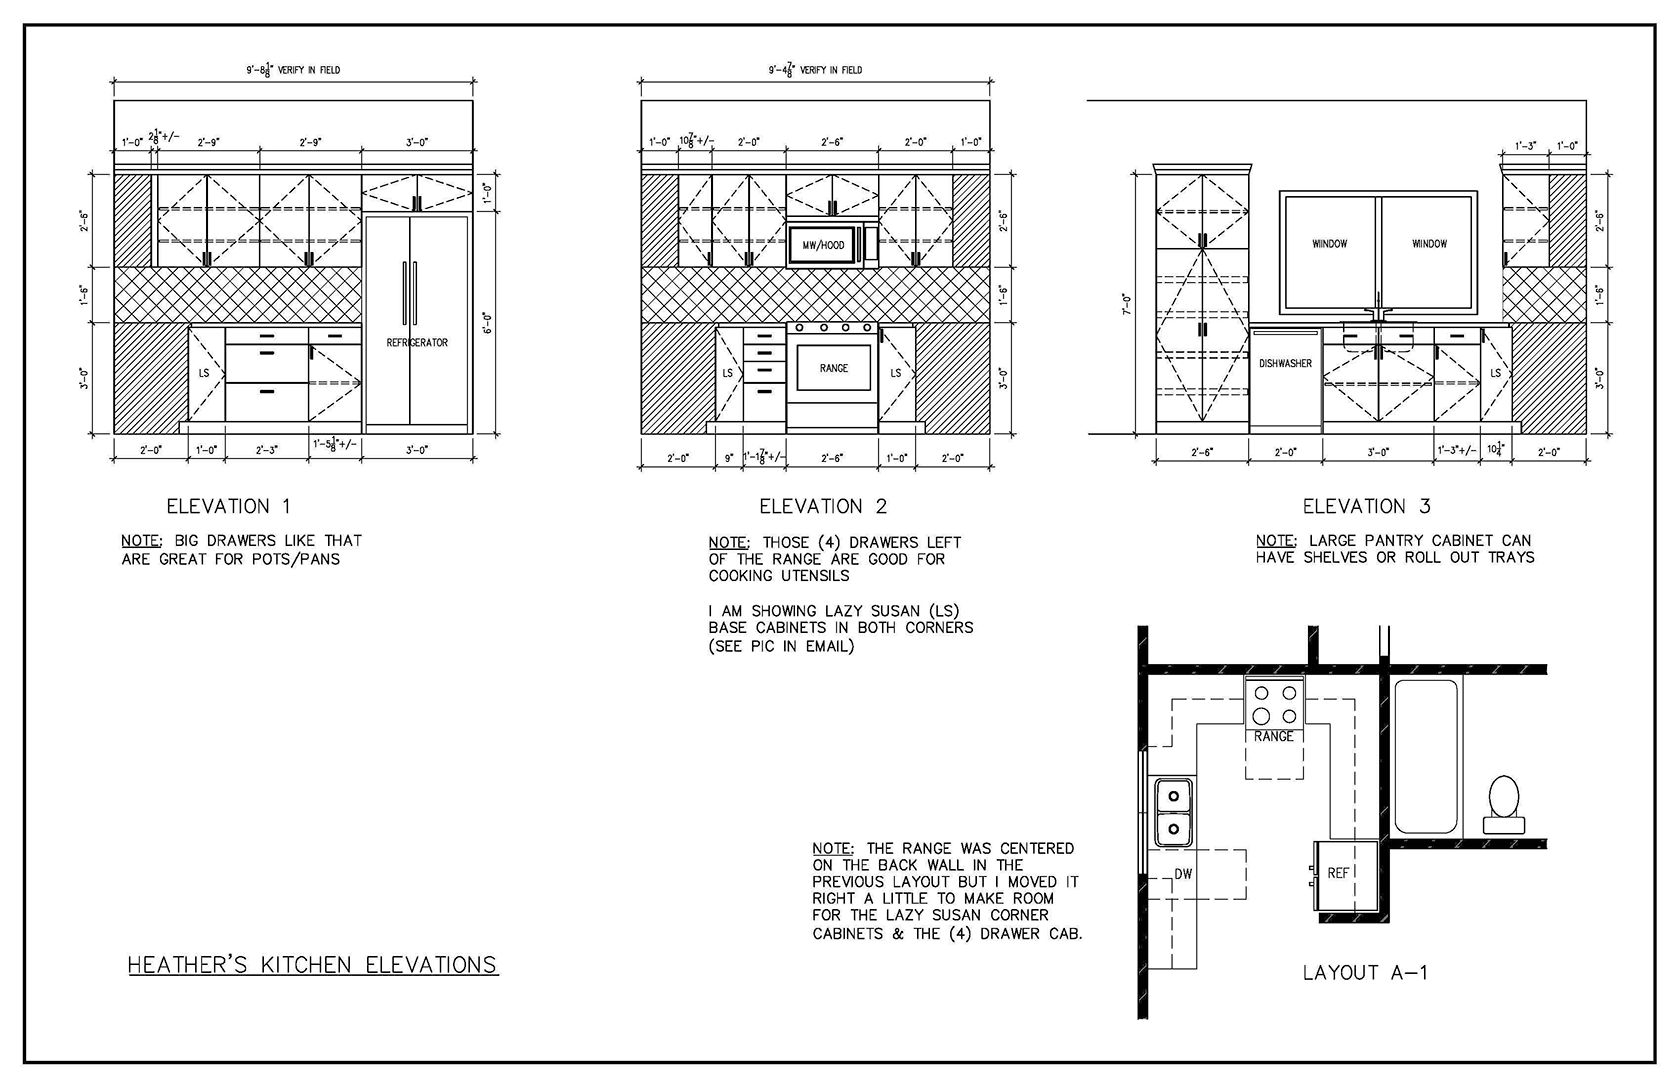 9'-8 1/8" VERIFY IN FIELD
1'-0" 2 1/8"+/- 2'-9" 2'-9" 3'-0"
2'-6"
1'-6"
3'-0"
1'-0"
6'-0"
REFRIGERATOR
LS
2'-0" 1'-0" 2'-3" 1'-5 1/8"+/- 3'-0"
ELEVATION 1
NOTE: BIG DRAWERS LIKE THAT
ARE GREAT FOR POTS/PANS
9'-4 7/8" VERIFY IN FIELD
1'-0" 10 7/8"+/- 2'-0" 2'-6" 2'-0" 1'-0"
MW/HOOD
2'-6"
1'-6"
3'-0"
LS RANGE LS
2'-0" 9" 1'-1 7/8"+/- 2'-6" 1'-0" 2'-0"
ELEVATION 2
NOTE: THOSE (4) DRAWERS LEFT
OF THE RANGE ARE GOOD FOR
COOKING UTENSILS
I AM SHOWING LAZY SUSAN (LS)
BASE CABINETS IN BOTH CORNERS
(SEE PIC IN EMAIL)
1'-3" 1'-0"
7'-0"
WIINDOW WINDOW
2'-6"
1'-6"
3'-0"
DISHWASHER
LS
2'-6" 2'-0" 3'-0" 1'-3"+/- 10 1/4" 2'-0"
ELEVATION 3
NOTE: LARGE PANTRY CABINET CAN
HAVE SHELVES OR ROLL OUT TRAYS
RANGE
DW
REF
LAYOUT A-1
NOTE: THE RANGE WAS CENTERED
ON THE BACK WALL IN THE
PREVIOUS LAYOUT BUT I MOVED IT
RIGHT A LITTLE TO MAKE ROOM
FOR THE LAZY SUSAN CORNER
CABINETS & THE (4) DRAWER CAB.
HEATHER'S KITCHEN ELEVATIONS